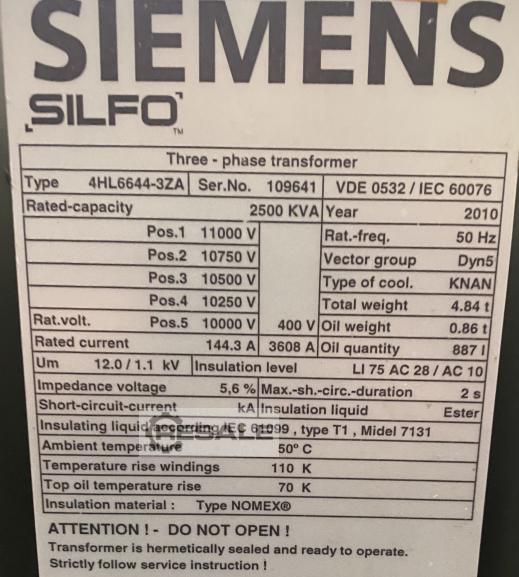 SIEMENS
SILFO
TM
Three - phase transformer
Type 4HL6644-3ZA Ser.No. 109641 VDE 0532 / IEC 60076
Rated-capacity 2500 KVA Year 2010
Pos.1 11000 V Rat.-freq. 50 Hz
Pos.2 10750 V Vector group Dyn5
Pos.3 10500 V Type of cool. KNAN
Pos.4 10250 V Total weight 4.84 t
Rat.volt. Pos.5 10000 V 400 V Oil weight 0.86 t
Rated current 144.3 A 3608 A Oil quantity 887 l
Um 12.0 / 1.1 kV Insulation level LI 75 AC 28 / AC 10
Impedance voltage 5,6 % Max.-sh.-circ.-duration 2 s
Short-circuit-current kA Insulation liquid Ester
Insulating liquid according IEC 61099 , type T1 , Midel 7131
RESALE
Ambient temperature 50° C
Temperature rise windings 110 K
Top oil temperature rise 70 K
Insulation material : Type NOMEX®
ATTENTION ! - DO NOT OPEN !
Transformer is hermetically sealed and ready to operate.
Strictly follow service instruction !